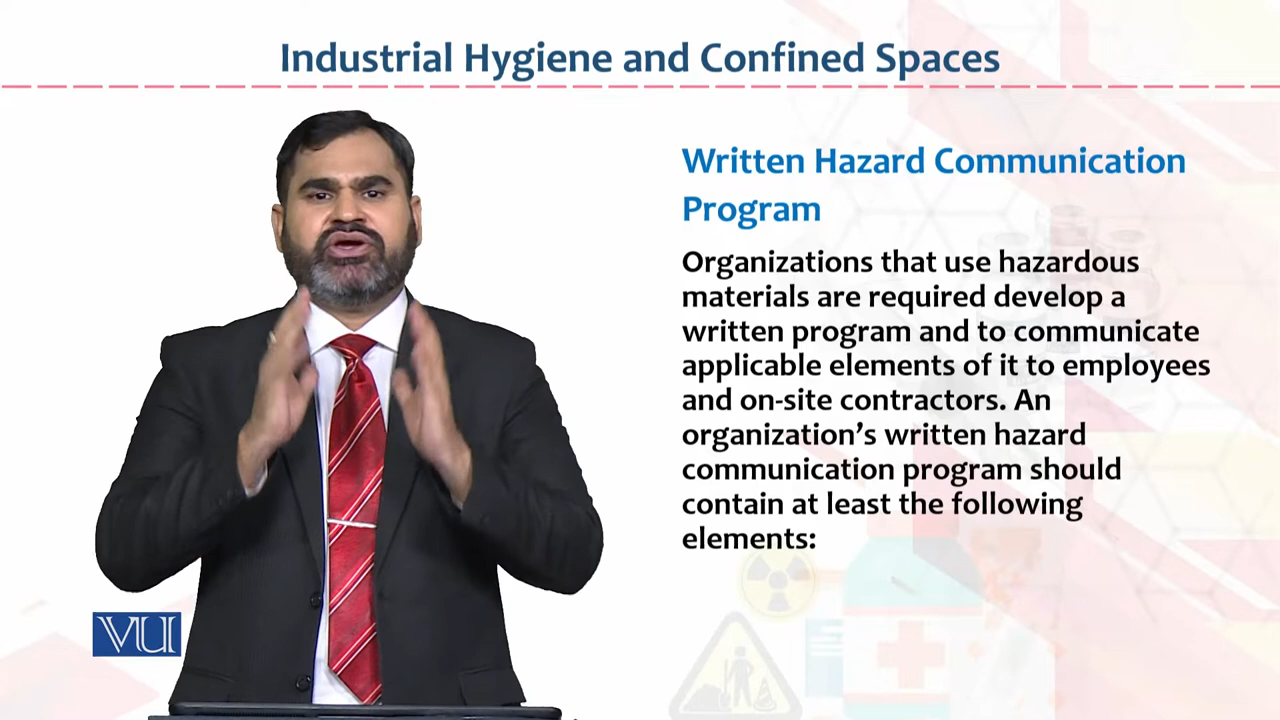 Industrial Hygiene and Confined Spaces
Written Hazard Communication
Program
Organizations that use hazardous
materials are required develop a
written program and to communicate
applicable elements of it to employees
and on-site contractors. An
organization’s written hazard
communication program should
contain at least the following
elements:
VU